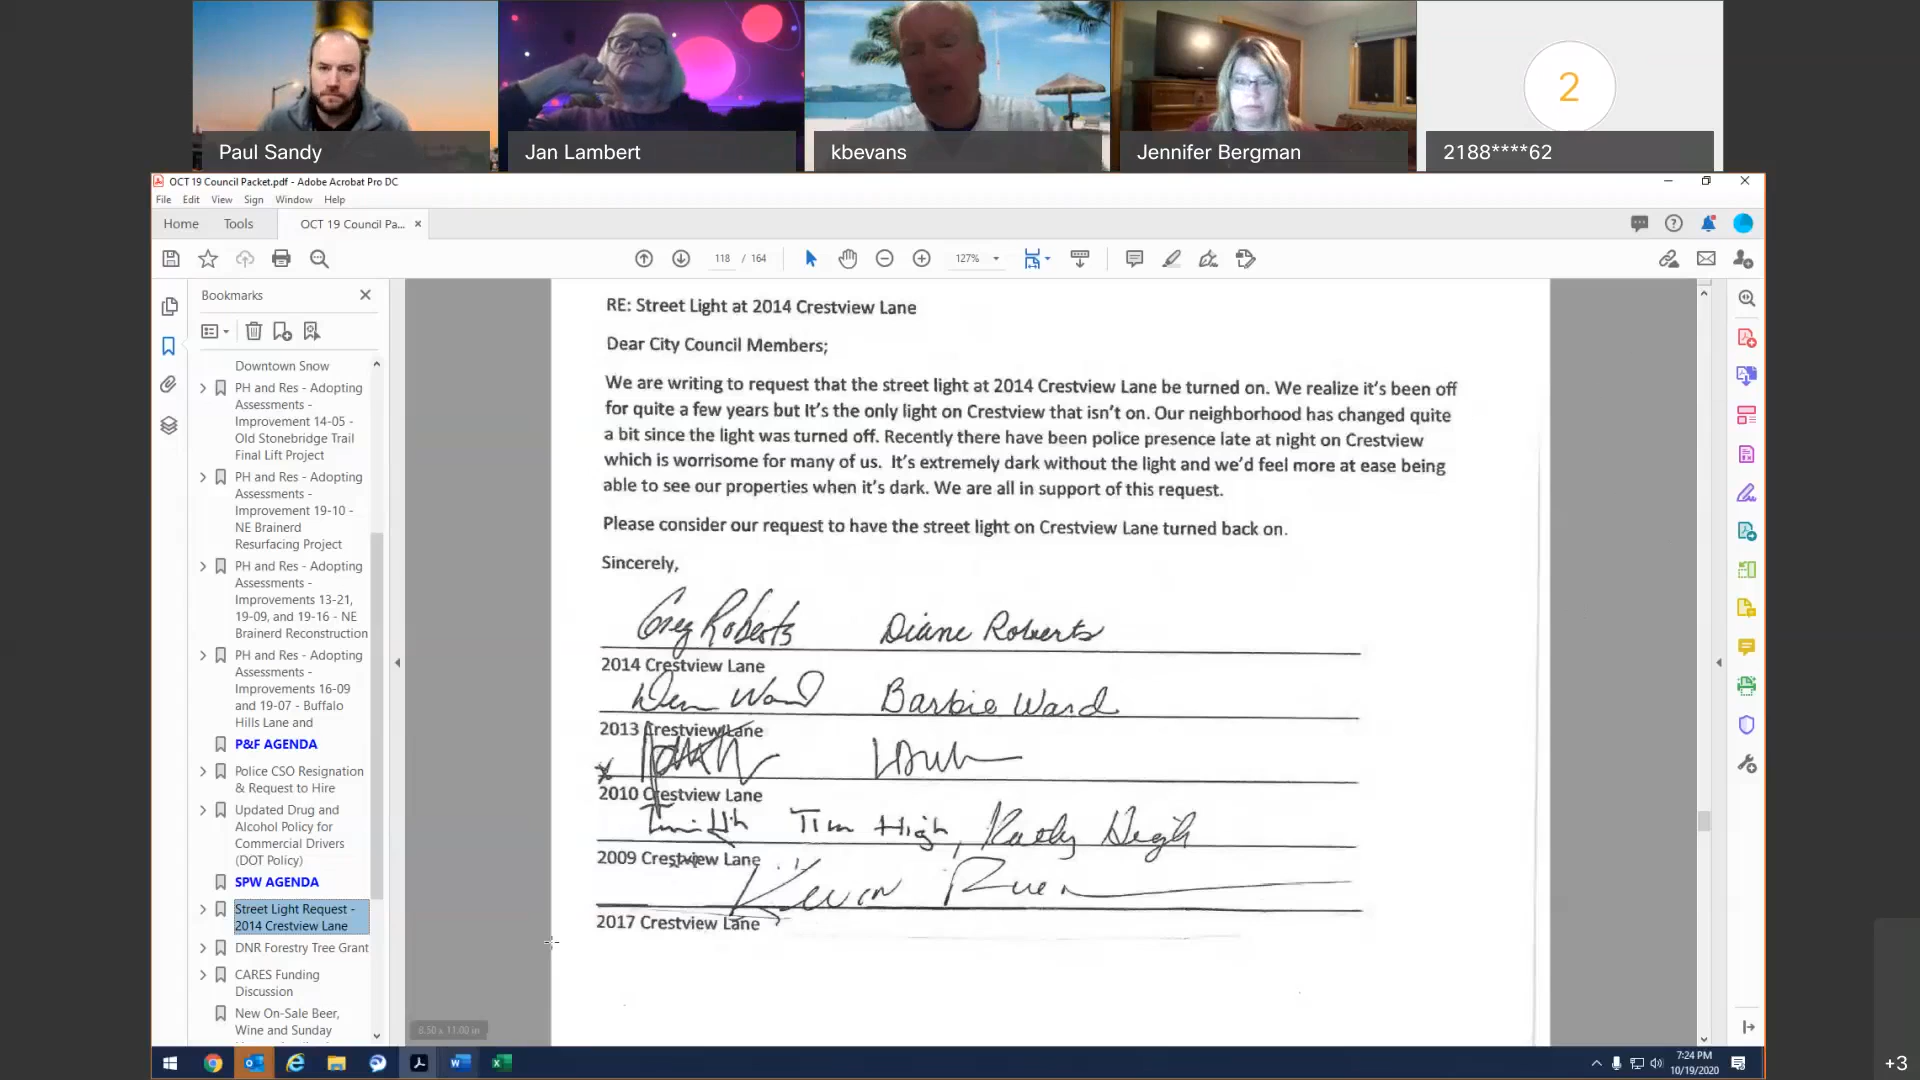 Paul Sandy
Jan Lambert
kbevans
Jennifer Bergman
2
2188****62
OCT 19 Council Packet.pdf - Adobe Acrobat Pro DC
File Edit View Sign Window Help
Home Tools OCT 19 Council Pa... ×
118 / 164 127%
Bookmarks
Downtown Snow
PH and Res - Adopting
Assessments -
Improvement 14-05 -
Old Stonebridge Trail
Final Lift Project
PH and Res - Adopting
Assessments -
Improvement 19-10 -
NE Brainerd
Resurfacing Project
PH and Res - Adopting
Assessments -
Improvements 13-21,
19-09, and 19-16 - NE
Brainerd Reconstruction
PH and Res - Adopting
Assessments -
Improvements 16-09
and 19-07 - Buffalo
Hills Lane and
P&F AGENDA
Police CSO Resignation
& Request to Hire
Updated Drug and
Alcohol Policy for
Commercial Drivers
(DOT Policy)
SPW AGENDA
Street Light Request -
2014 Crestview Lane
DNR Forestry Tree Grant
CARES Funding
Discussion
New On-Sale Beer,
Wine and Sunday
RE: Street Light at 2014 Crestview Lane
Dear City Council Members;
We are writing to request that the street light at 2014 Crestview Lane be turned on. We realize it's been off
for quite a few years but It's the only light on Crestview that isn't on. Our neighborhood has changed quite
a bit since the light was turned off. Recently there have been police presence late at night on Crestview
which is worrisome for many of us. It's extremely dark without the light and we'd feel more at ease being
able to see our properties when it's dark. We are all in support of this request.
Please consider our request to have the street light on Crestview Lane turned back on.
Sincerely,
Greg Roberts Diane Roberts
2014 Crestview Lane
Ward Barbie Ward
2013 Crestview Lane
2010 Crestview Lane
Tim High, Kathy High
2009 Crestview Lane
Kevin
2017 Crestview Lane
8.50 x 11.00 in
7:24 PM
10/19/2020
+3